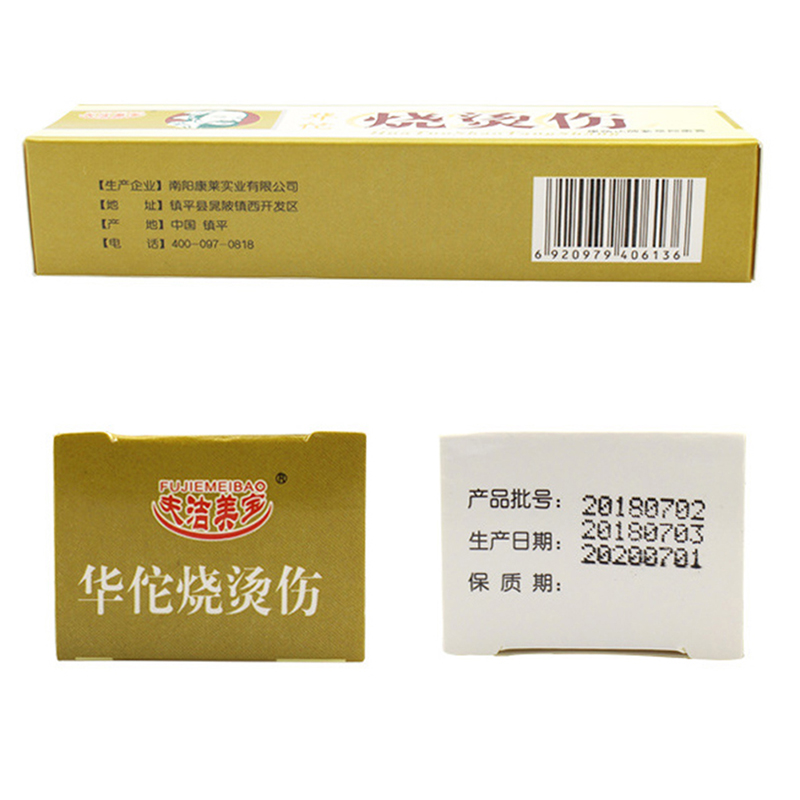 烧烫伤
【生产企业】南阳康莱实业有限公司
【地 址】镇平县晁陂镇西开发区
【产 地】中国 镇平
【电 话】400-097-0818
6 920979 406136
FUJIEMEIBAO ®
夫洁美宝
华佗烧烫伤
产品批号： 20180702
生产日期： 20180703
保 质 期： 20200701